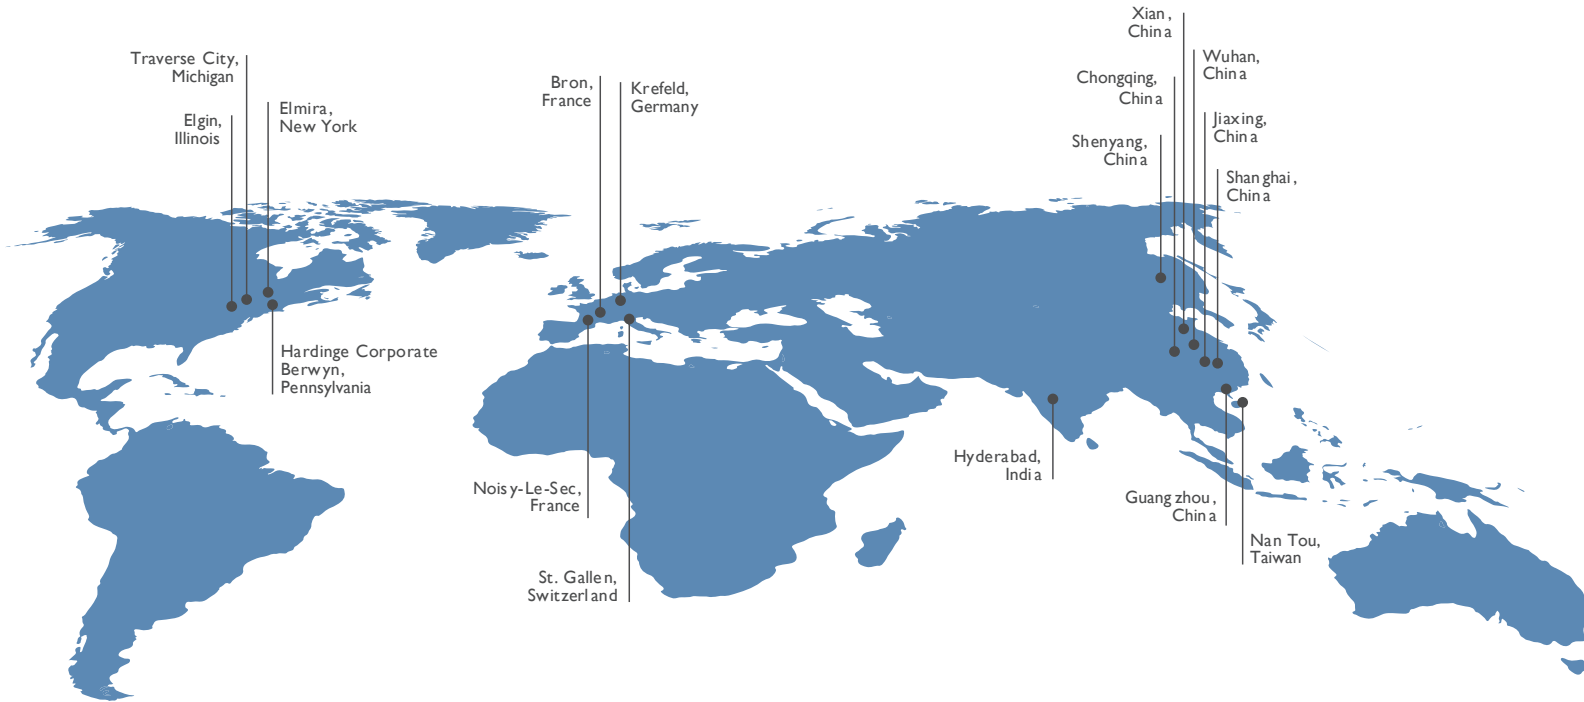 Traverse City,
Michigan
Elgin,
Illinois
Elmira,
New York
Hardinge Corporate
Berwyn,
Pennsylvania
Bron,
France
Krefeld,
Germany
Noisy-Le-Sec,
France
St. Gallen,
Switzerland
Xian,
China
Wuhan,
China
Chongqing,
China
Jiaxing,
China
Shenyang,
China
Shanghai,
China
Hyderabad,
India
Guangzhou,
China
Nan Tou,
Taiwan